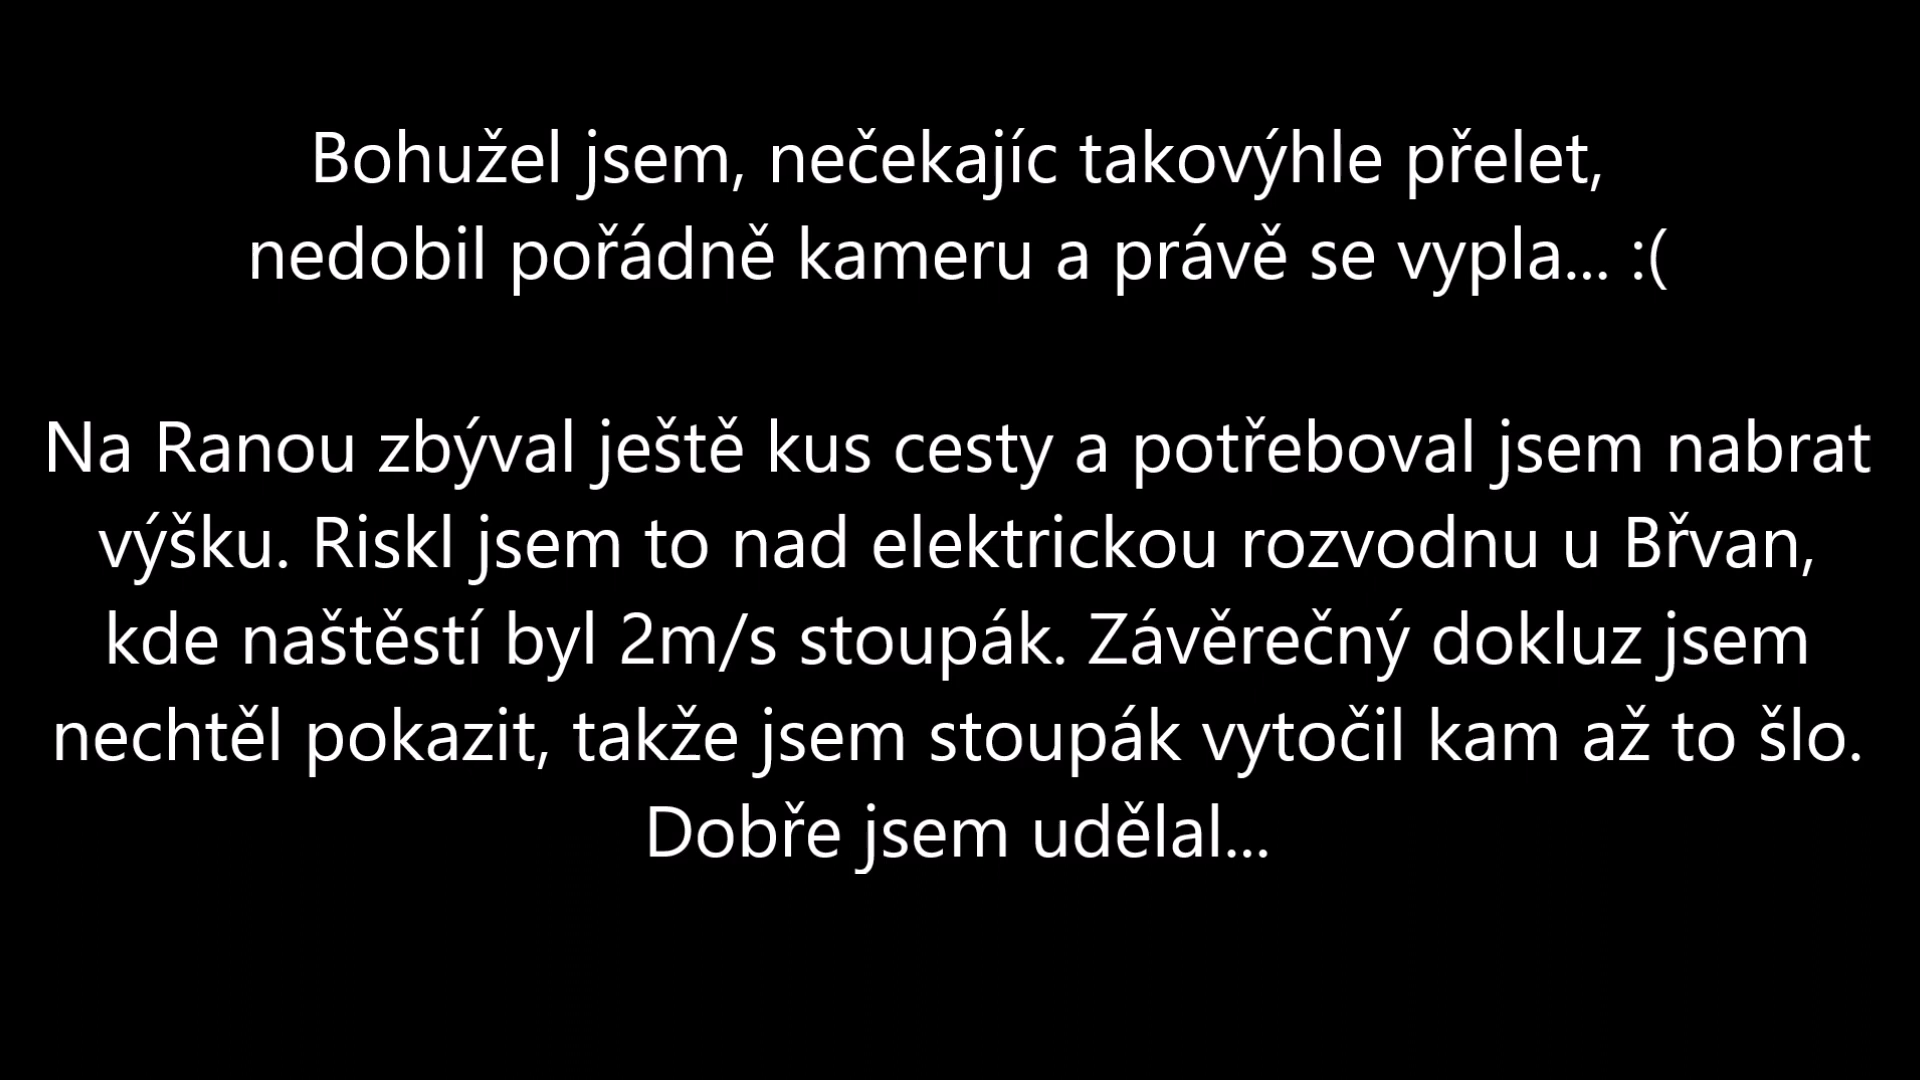 Bohužel jsem, nečekajíc takovýhle přelet,
nedobil pořádně kameru a právě se vypla... :(
Na Ranou zbýval ještě kus cesty a potřeboval jsem nabrat
výšku. Riskl jsem to nad elektrickou rozvodnu u Břvan,
kde naštěstí byl 2m/s stoupák. Závěrečný dokluz jsem
nechtěl pokazit, takže jsem stoupák vytočil kam až to šlo.
Dobře jsem udělal...